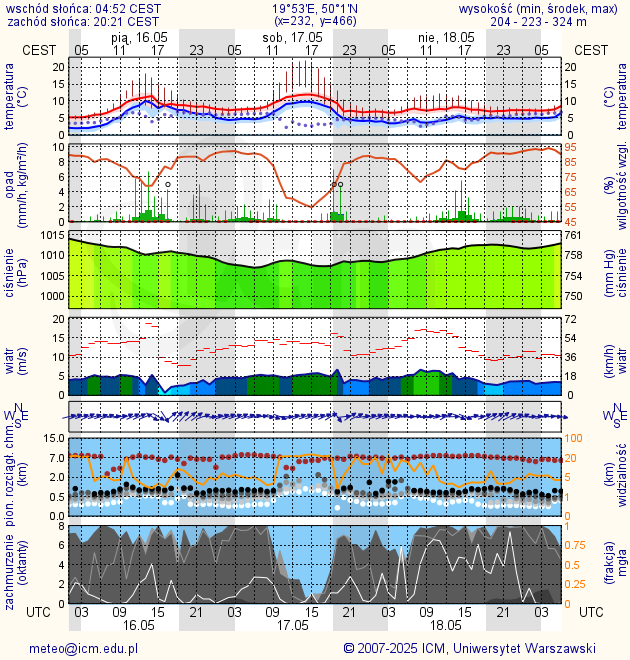 wschód słońca: 04:52 CEST 19°53'E, 50°1'N wysokość (min, środek, max)
zachód słońca: 20:21 CEST (x=232, y=466) 204 - 223 - 324 m
pią, 16.05 sob, 17.05 nie, 18.05
CEST 05 11 17 23 05 11 17 23 05 11 17 23 05 CEST
temperatura (°C)
20 20
15 15
10 10
5 5
0 0
temperatura (°C)
opad (mm/h, kg/m²/h)
10 95
8 85
6 75
4 65
2 55
0 45
wilgotność wzgl. (%)
ciśnienie (hPa)
1015 761
1010 758
1005 754
1000 750
ciśnienie (mm Hg)
wiatr (m/s)
20 72
15 54
10 36
5 18
0 0
wiatr (km/h)
N N
W E W E
S S
pion. rozciągł. chm. (km)
15.0 100
7.0 20
2.0 5
0.5 1
0.0 0
widzialność (km)
zachmurzenie (oktanty)
8 1
6 0.75
4 0.5
2 0.25
0 0
mgła (frakcja)
UTC 03 09 15 21 03 09 15 21 03 09 15 21 03 UTC
16.05 17.05 18.05
meteo@icm.edu.pl © 2007-2025 ICM, Uniwersytet Warszawski